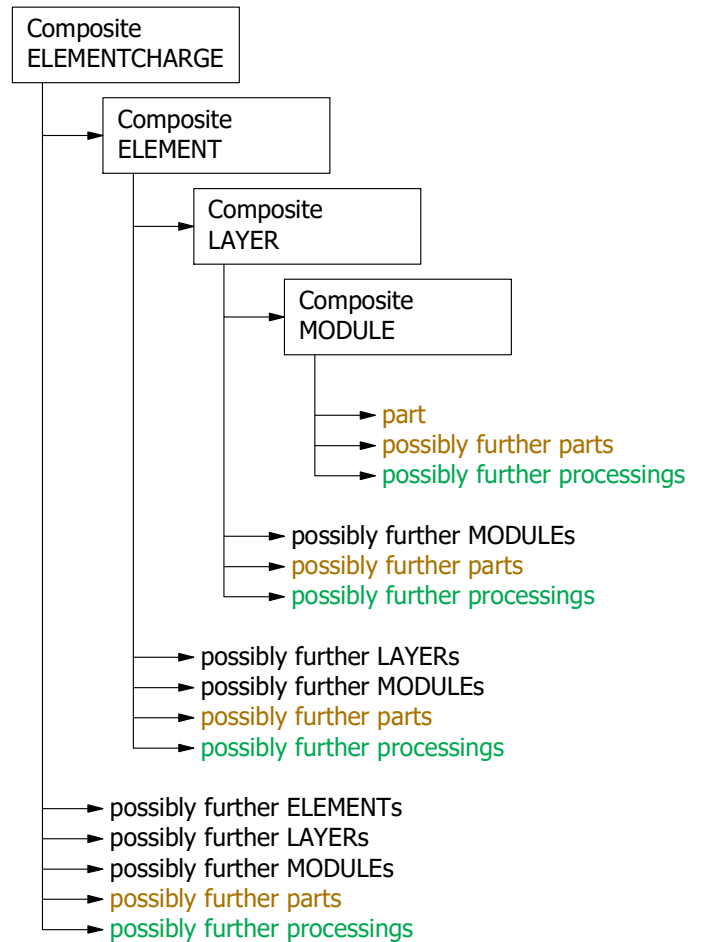 Composite
ELEMENTCHARGE
Composite
ELEMENT
Composite
LAYER
Composite
MODULE
part
possibly further parts
possibly further processings
possibly further MODULEs
possibly further parts
possibly further processings
possibly further LAYERs
possibly further MODULEs
possibly further parts
possibly further processings
possibly further ELEMENTs
possibly further LAYERs
possibly further MODULEs
possibly further parts
possibly further processings